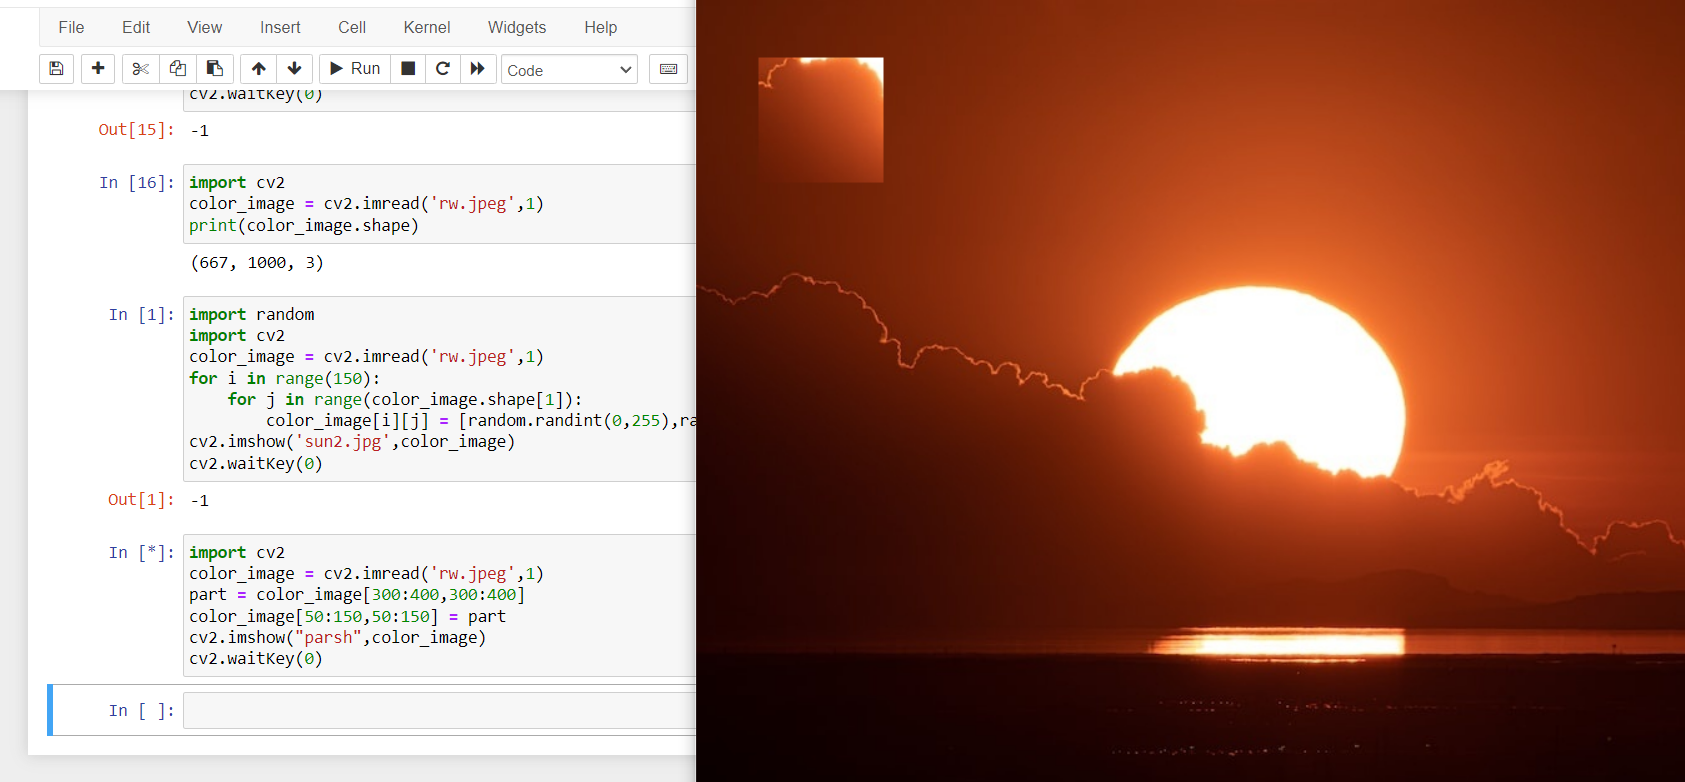 File Edit View Insert Cell Kernel Widgets Help
Run Code
cv2.waitKey(0)
Out[15]: -1
In [16]: import cv2
color_image = cv2.imread('rw.jpeg',1)
print(color_image.shape)
(667, 1000, 3)
In [1]: import random
import cv2
color_image = cv2.imread('rw.jpeg',1)
for i in range(150):
    for j in range(color_image.shape[1]):
        color_image[i][j] = [random.randint(0,255),ra
cv2.imshow('sun2.jpg',color_image)
cv2.waitKey(0)
Out[1]: -1
In [*]: import cv2
color_image = cv2.imread('rw.jpeg',1)
part = color_image[300:400,300:400]
color_image[50:150,50:150] = part
cv2.imshow("parsh",color_image)
cv2.waitKey(0)
In [ ]: